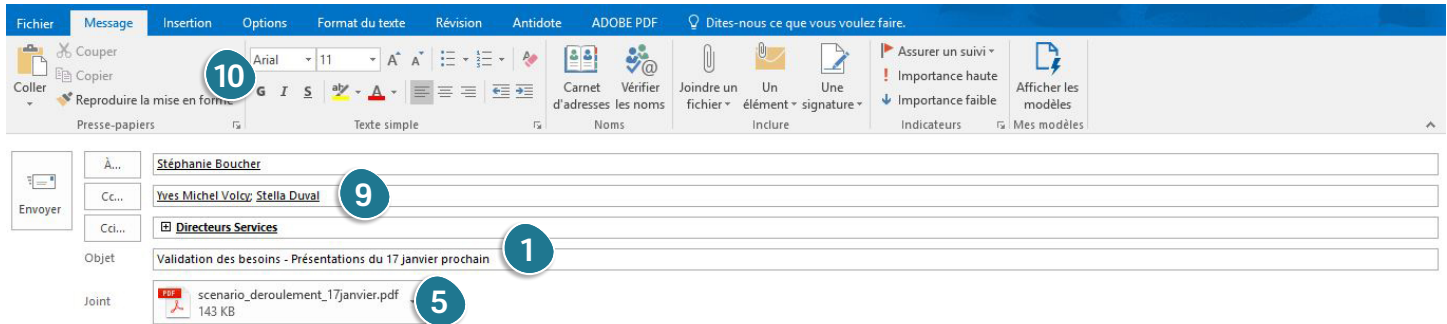 Fichier Message Insertion Options Format du texte Révision Antidote ADOBE PDF Dites-nous ce que vous voulez faire.
Coller
Couper
Copier
Reproduire la mise en forme
Presse-papiers
10
Arial 11
G I S
Texte simple
Carnet d'adresses
Vérifier les noms
Noms
Joindre un fichier
Un élément
Une signature
Inclure
Assurer un suivi
Importance haute
Importance faible
Indicateurs
Afficher les modèles
Mes modèles
Envoyer
À... Stéphanie Boucher
Cc... Yves Michel Volcy; Stella Duval 9
Cci... Directeurs Services
Objet Validation des besoins - Présentations du 17 janvier prochain 1
Joint PDF scenario_deroulement_17janvier.pdf 5
143 KB